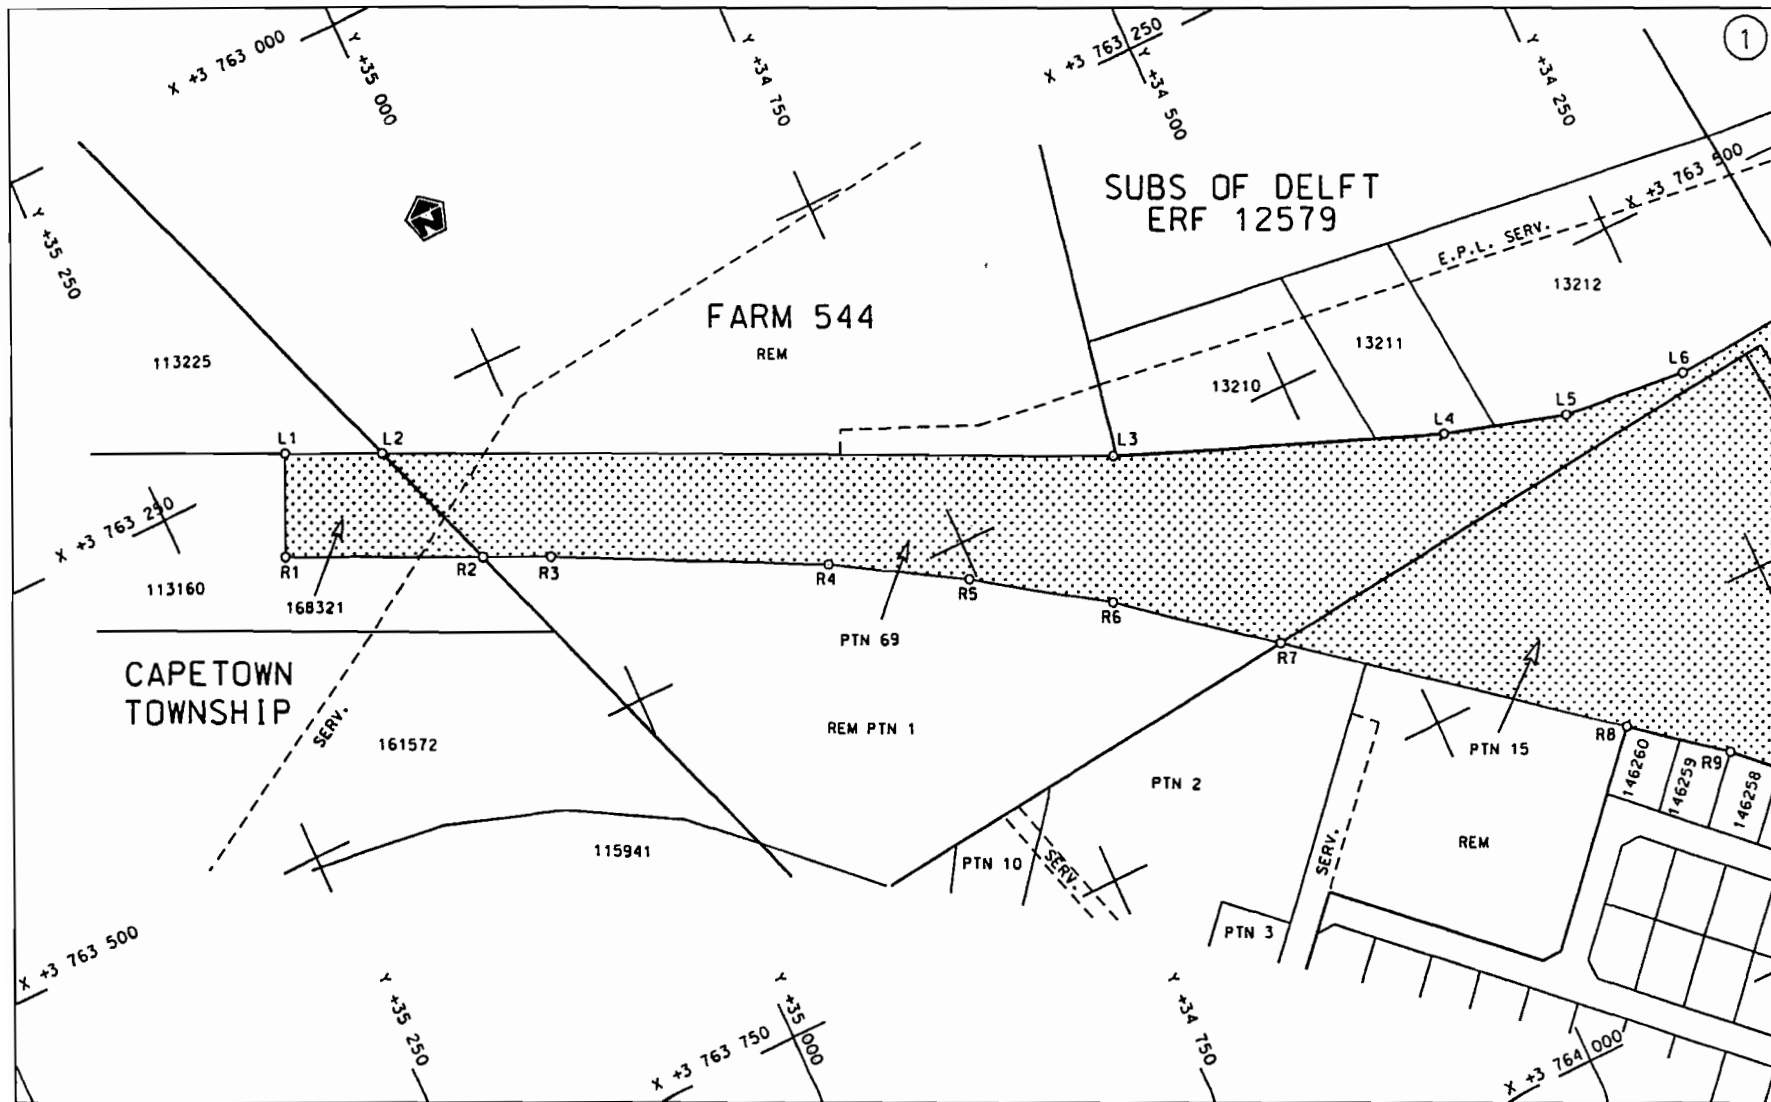 1
X +3 763 000
Y +35 000
Y +34 750
X +3 763 250
Y +34 500
Y +34 250
SUBS OF DELFT
ERF 12579
X +3 763 500
E.P.L. SERV.
Y +35 250
13212
FARM 544
REM
13211
113225
13210
L6
L5
L4
L1
L2
L3
X +3 763 250
R1
R2
R3
R4
R5
R6
R7
113160
168321
PTN 69
CAPETOWN
TOWNSHIP
SERV.
161572
REM PTN 1
PTN 2
PTN 15
R8
R9
146260
146259
146258
115941
PTN 10
SERV.
SERV.
REM
PTN 3
X +3 763 500
Y +35 250
Y +35 000
Y +34 750
X +3 763 750
X +3 764 000